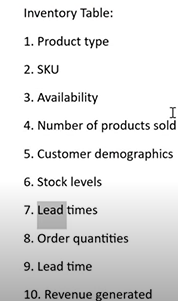 Inventory Table:
1. Product type
2. SKU
3. Availability
4. Number of products sold
5. Customer demographics
6. Stock levels
7. Lead times
8. Order quantities
9. Lead time
10. Revenue generated